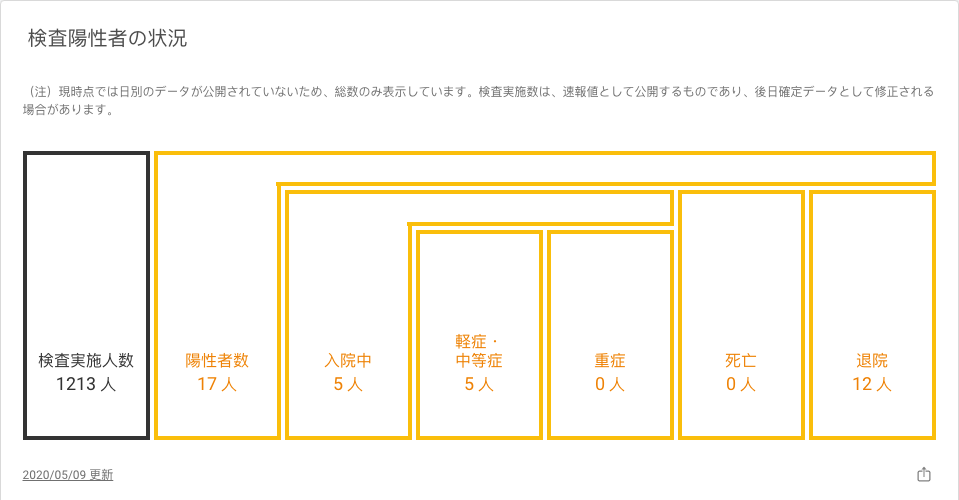 検査陽性者の状況
（注）現時点では日別のデータが公開されていないため、総数のみ表示しています。検査実施数は、速報値として公開するものであり、後日確定データとして修正される
場合があります。
検査実施人数
1213 人
陽性者数
17 人
入院中
5 人
軽症・
中等症
5 人
重症
0 人
死亡
0 人
退院
12 人
2020/05/09 更新